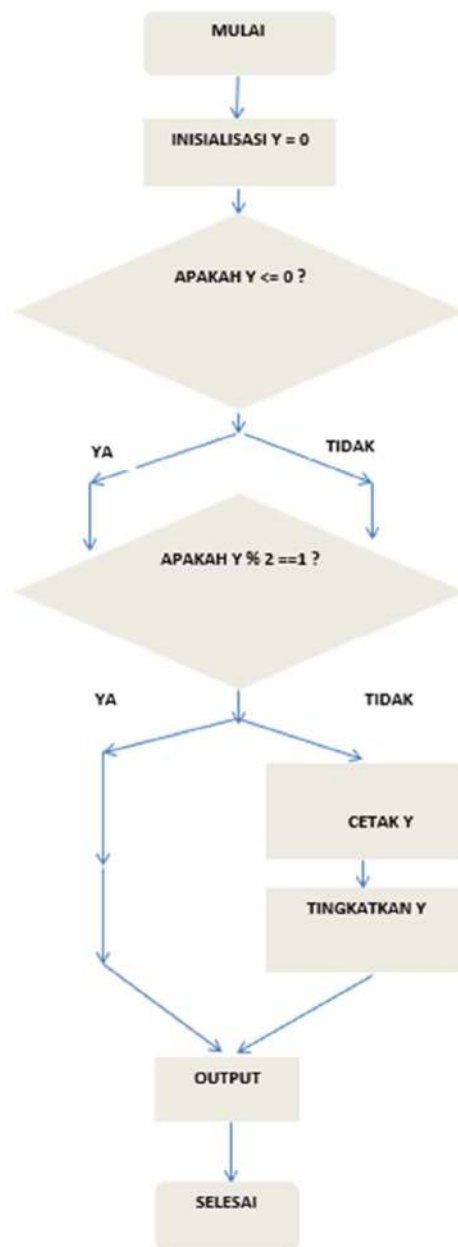 MULAI
INISIALISASI Y = 0
APAKAH Y <= 0 ?
YA
TIDAK
APAKAH Y % 2 ==1 ?
YA
TIDAK
CETAK Y
TINGKATKAN Y
OUTPUT
SELESAI